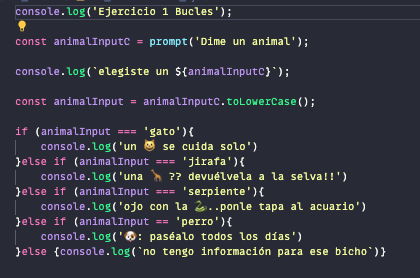 console.log('Ejercicio 1 Bucles');
const animalInputC = prompt('Dime un animal');
console.log(`elegiste un ${animalInputC}`);
const animalInput = animalInputC.toLowerCase();
if (animalInput === 'gato'){
    console.log('un 😺 se cuida solo')
}else if (animalInput === 'jirafa'){
    console.log('una 🦒 ?? devuélvela a la selva!!')
}else if (animalInput === 'serpiente'){
    console.log('ojo con la 🐍..ponle tapa al acuario')
}else if (animalInput == 'perro'){
    console.log('🐶: paséalo todos los días')
}else {console.log(`no tengo información para ese bicho`)}